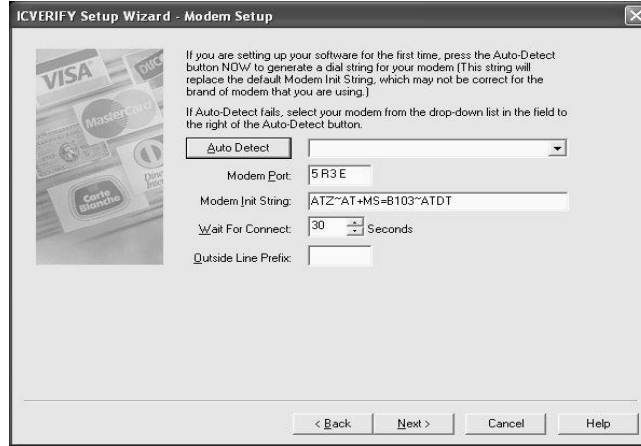 ICVERIFY Setup Wizard - Modem Setup
If you are setting up your software for the first time, press the Auto-Detect
button NOW to generate a dial string for your modem (This string will
replace the default Modem Init String, which may not be correct for the
brand of modem that you are using.)
If Auto-Detect fails, select your modem from the drop-down list in the field to
the right of the Auto-Detect button.
Auto Detect
Modem Port: 5 R3 E
Modem Init String: ATZ~AT+MS=B103~ATDT
Wait For Connect: 30 Seconds
Outside Line Prefix:
VISA
MasterCard
Carte
Blanche
< Back Next > Cancel Help